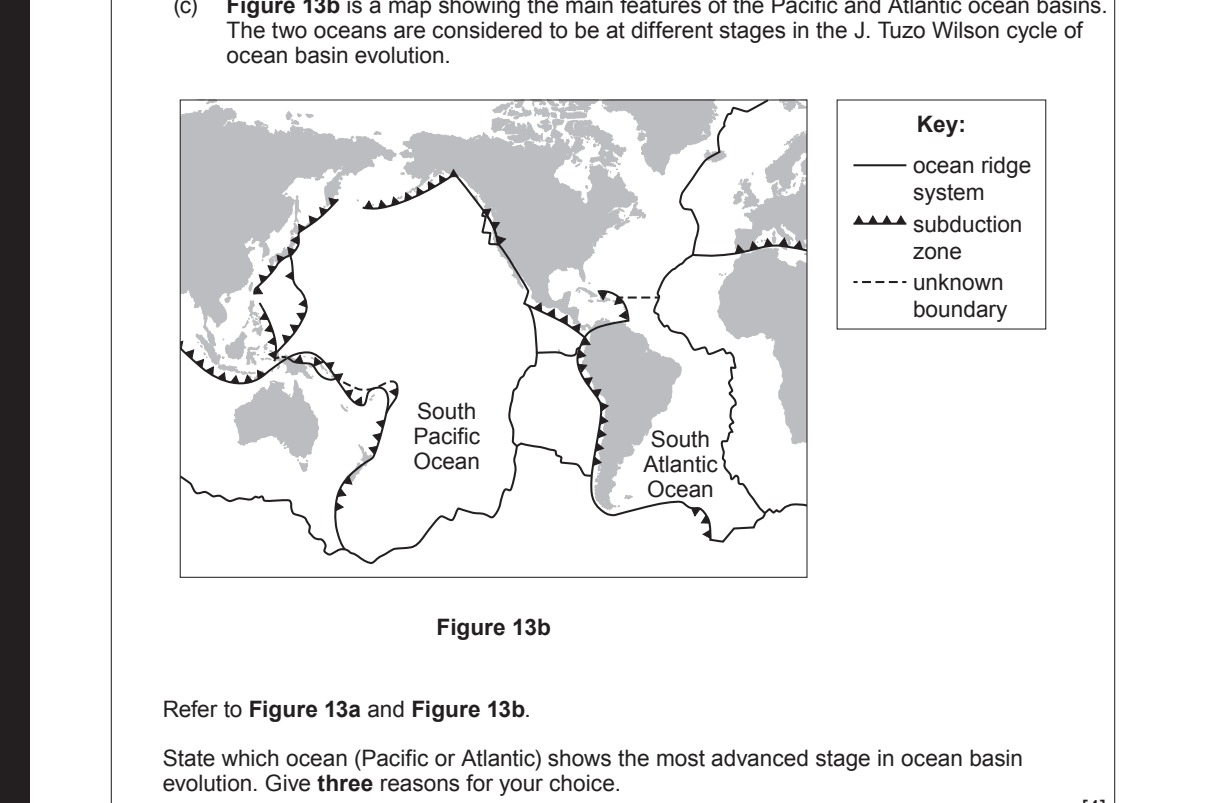 (c) Figure 13b is a map showing the main features of the Pacific and Atlantic ocean basins.
The two oceans are considered to be at different stages in the J. Tuzo Wilson cycle of
ocean basin evolution.
Key:
ocean ridge
system
subduction
zone
unknown
boundary
South
Pacific
Ocean
South
Atlantic
Ocean
Figure 13b
Refer to Figure 13a and Figure 13b.
State which ocean (Pacific or Atlantic) shows the most advanced stage in ocean basin
evolution. Give three reasons for your choice.
[4]